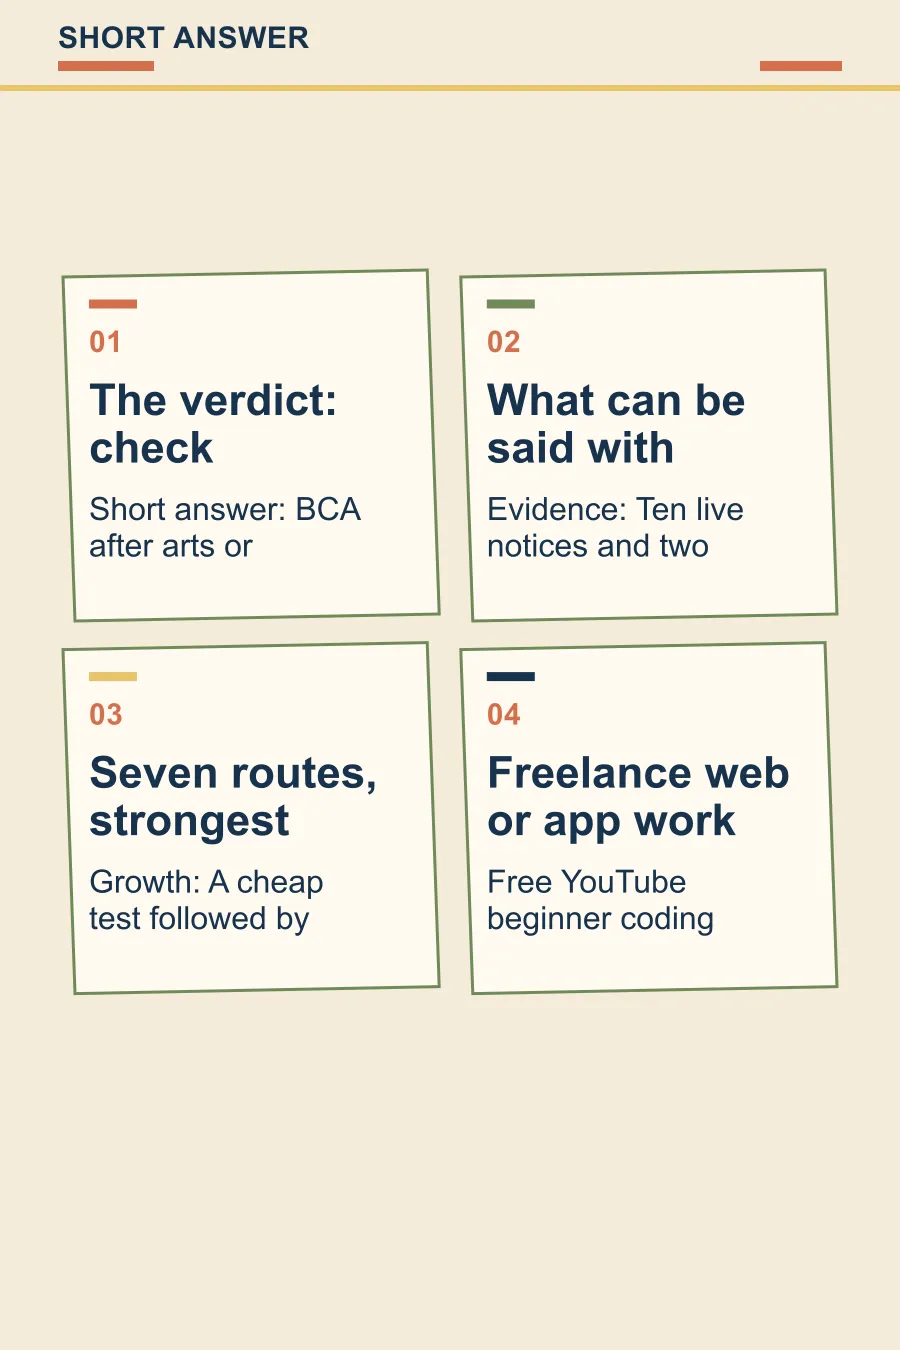 SHORT ANSWER
01
The verdict:
check
Short answer: BCA
after arts or
02
What can be
said with
Evidence: Ten live
notices and two
03
Seven routes,
strongest
Growth: A cheap
test followed by
04
Freelance web
or app work
Free YouTube
beginner coding